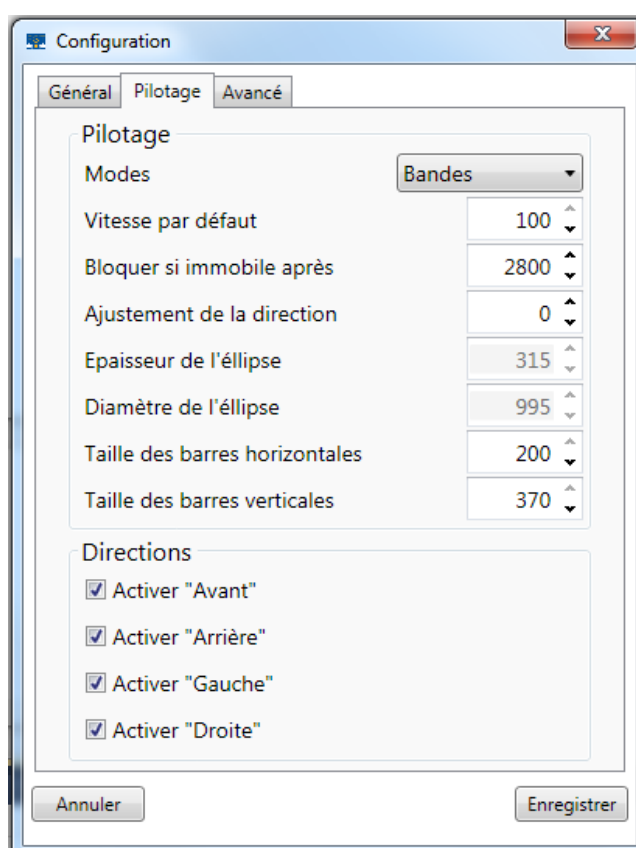 Configuration
Général Pilotage Avancé
Pilotage
Modes Bandes
Vitesse par défaut 100
Bloquer si immobile après 2800
Ajustement de la direction 0
Epaisseur de l'éllipse 315
Diamètre de l'éllipse 995
Taille des barres horizontales 200
Taille des barres verticales 370
Directions
Activer "Avant"
Activer "Arrière"
Activer "Gauche"
Activer "Droite"
Annuler Enregistrer